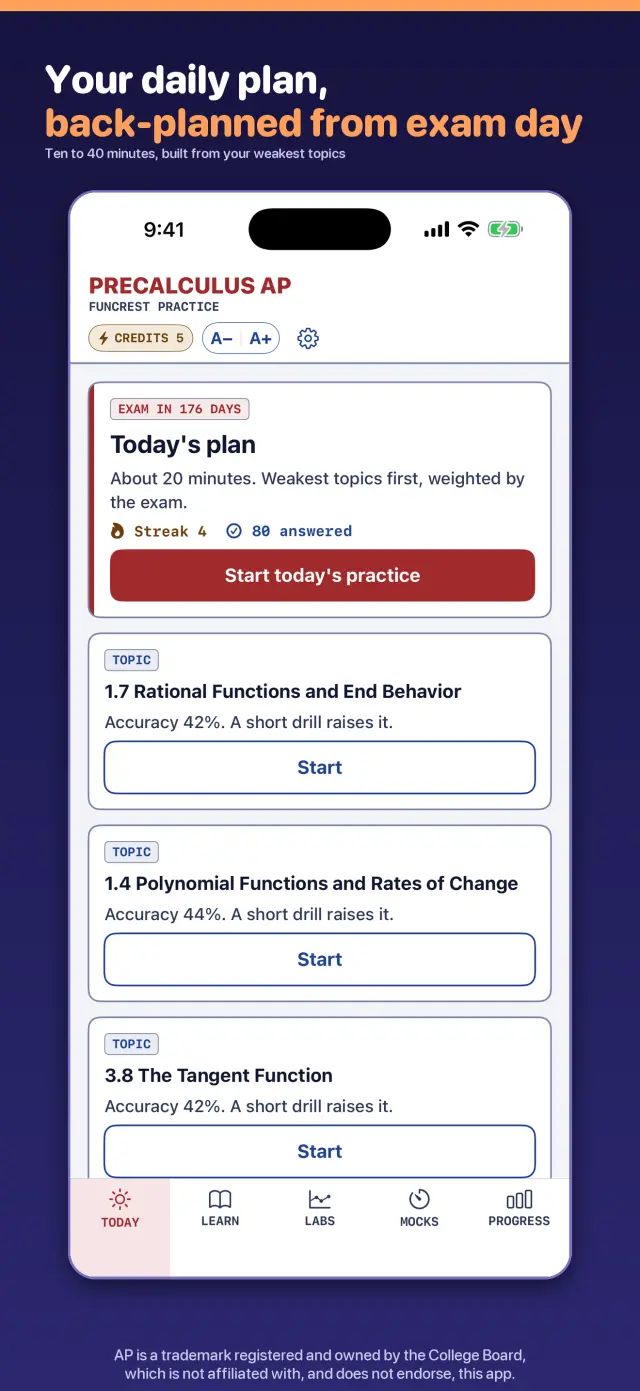 Your daily plan,
back-planned from exam day
Ten to 40 minutes, built from your weakest topics
9:41
PRECALCULUS AP
FUNCREST PRACTICE
CREDITS 5
A−
A+
EXAM IN 176 DAYS
Today's plan
About 20 minutes. Weakest topics first, weighted by
the exam.
Streak 4
80 answered
Start today's practice
TOPIC
1.7 Rational Functions and End Behavior
Accuracy 42%. A short drill raises it.
Start
TOPIC
1.4 Polynomial Functions and Rates of Change
Accuracy 44%. A short drill raises it.
Start
TOPIC
3.8 The Tangent Function
Accuracy 42%. A short drill raises it.
Start
TODAY
LEARN
LABS
MOCKS
PROGRESS
AP is a trademark registered and owned by the College Board,
which is not affiliated with, and does not endorse, this app.